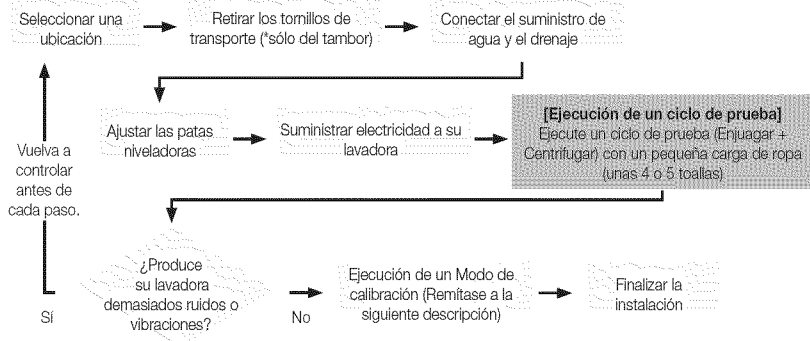 Seleccionar una
ubicación
Retirar los tornillos de
transporte (*sólo del tambor)
Conectar el suministro de
agua y el drenaje
Ajustar las patas
niveladoras
Suministrar electricidad a su
lavadora
[Ejecución de un ciclo de prueba]
Ejecute un ciclo de prueba (Enjuagar +
Centrifugar) con un pequeña carga de ropa
(unas 4 o 5 toallas)
Vuelva a
controlar
antes de
cada paso.
¿Produce
su lavadora
demasiados ruidos o
vibraciones?
Sí
No
Ejecución de un Modo de
calibración (Remítase a la
siguiente descripción)
Finalizar la
instalación